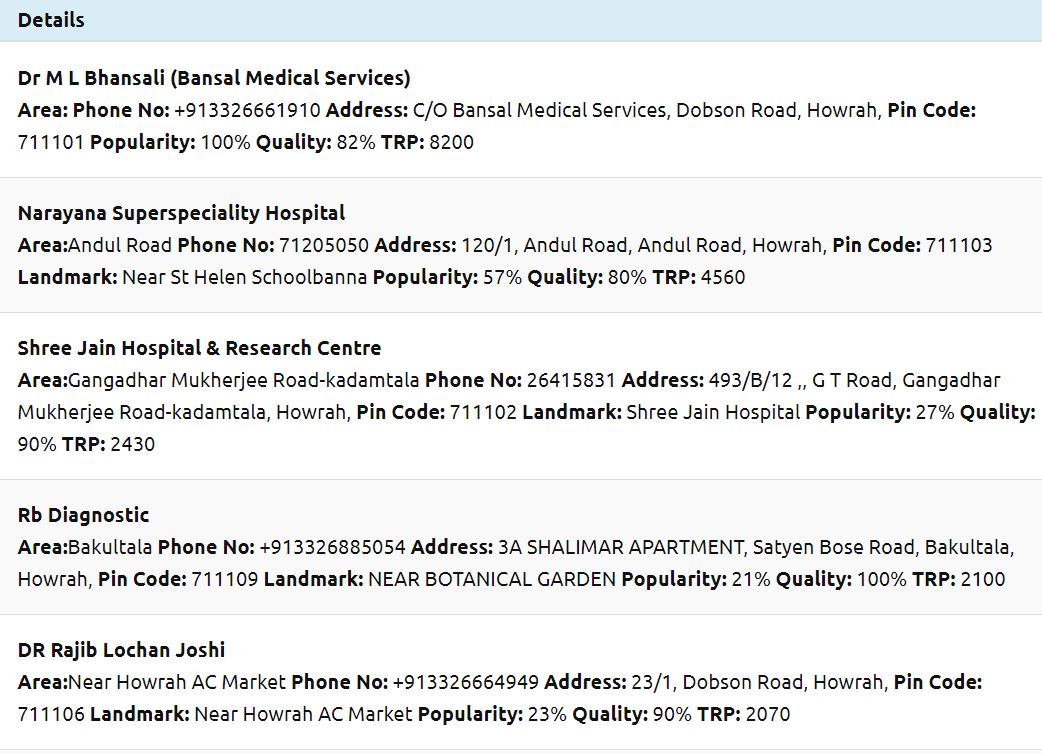 Details
Dr M L Bhansali (Bansal Medical Services)
Area: Phone No: +913326661910 Address: C/O Bansal Medical Services, Dobson Road, Howrah, Pin Code:
711101 Popularity: 100% Quality: 82% TRP: 8200
Narayana Superspeciality Hospital
Area:Andul Road Phone No: 71205050 Address: 120/1, Andul Road, Andul Road, Howrah, Pin Code: 711103
Landmark: Near St Helen Schoolbanna Popularity: 57% Quality: 80% TRP: 4560
Shree Jain Hospital & Research Centre
Area:Gangadhar Mukherjee Road-kadamtala Phone No: 26415831 Address: 493/B/12 ,, G T Road, Gangadhar
Mukherjee Road-kadamtala, Howrah, Pin Code: 711102 Landmark: Shree Jain Hospital Popularity: 27% Quality:
90% TRP: 2430
Rb Diagnostic
Area:Bakultala Phone No: +913326885054 Address: 3A SHALIMAR APARTMENT, Satyen Bose Road, Bakultala,
Howrah, Pin Code: 711109 Landmark: NEAR BOTANICAL GARDEN Popularity: 21% Quality: 100% TRP: 2100
DR Rajib Lochan Joshi
Area:Near Howrah AC Market Phone No: +913326664949 Address: 23/1, Dobson Road, Howrah, Pin Code:
711106 Landmark: Near Howrah AC Market Popularity: 23% Quality: 90% TRP: 2070